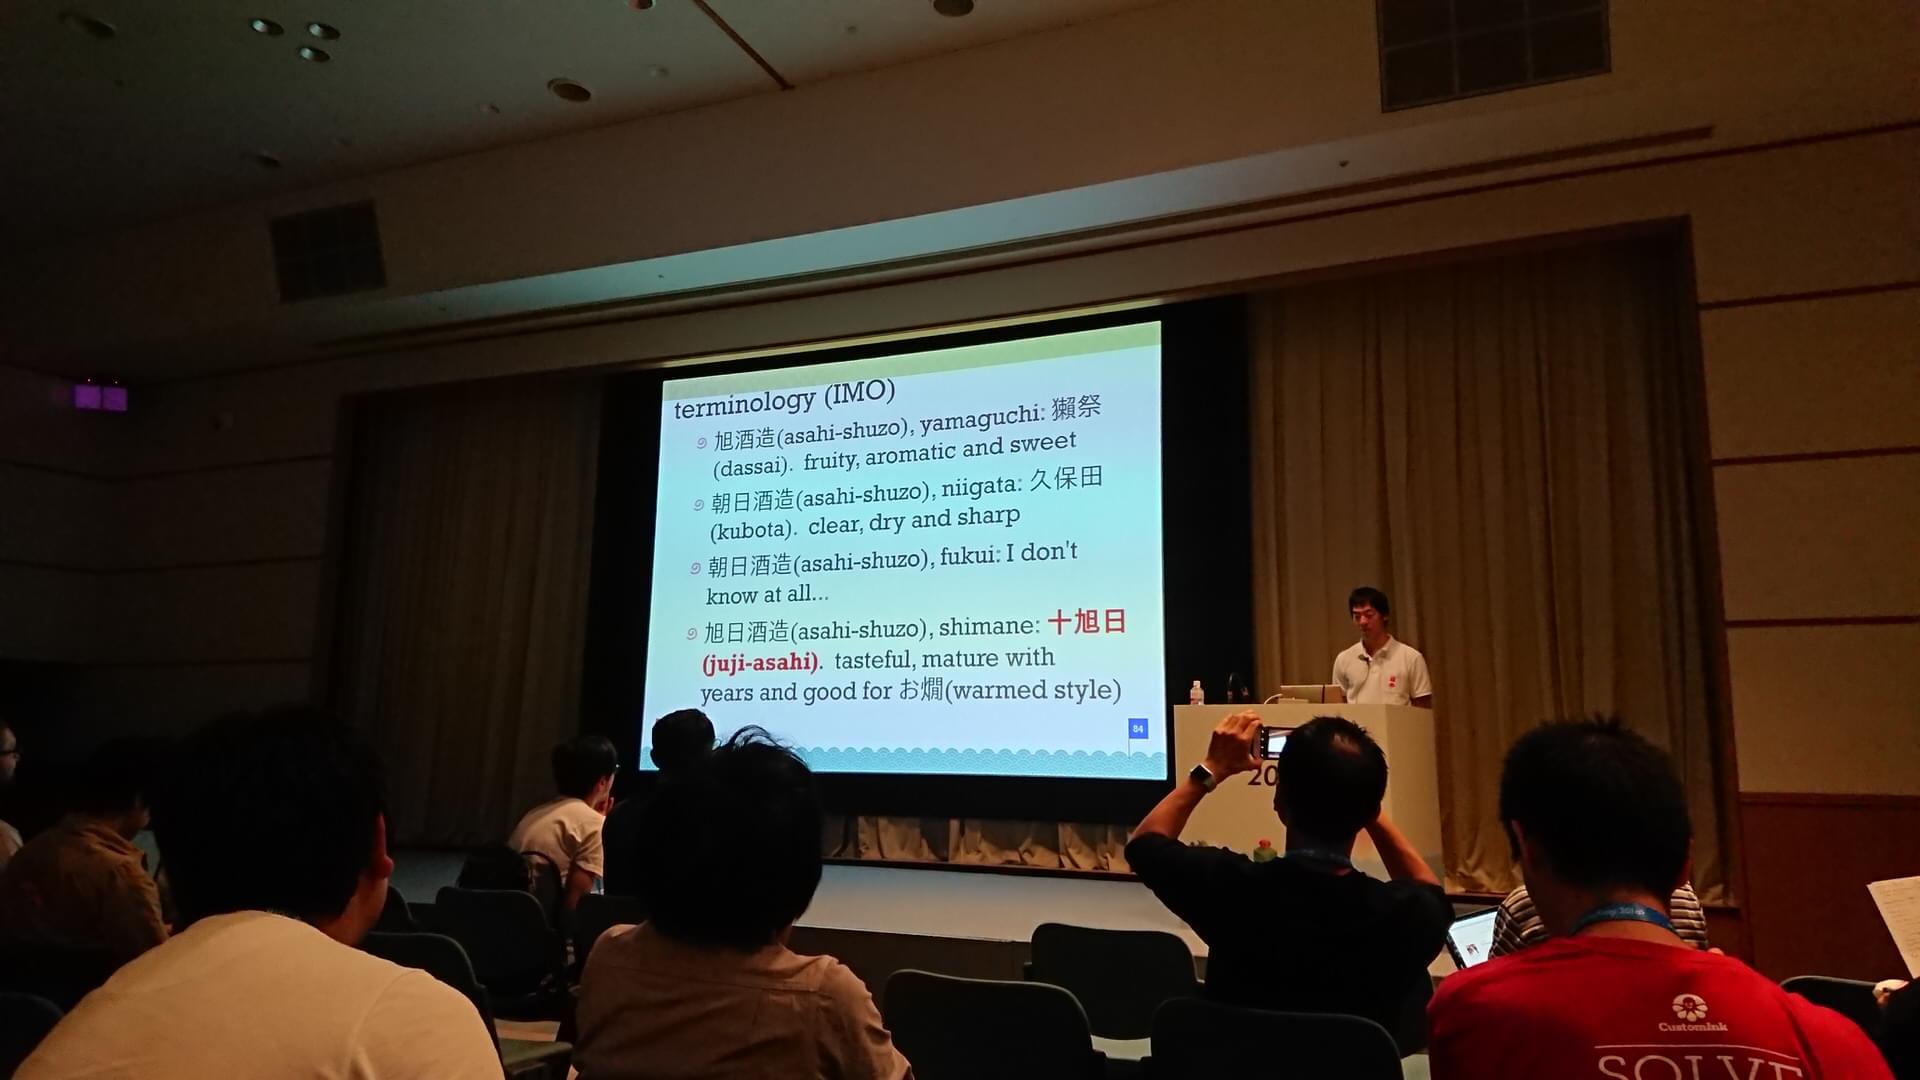 terminology (IMO)
旭酒造(asahi-shuzo), yamaguchi: 獺祭
(dassai). fruity, aromatic and sweet
朝日酒造(asahi-shuzo), niigata: 久保田
(kubota). clear, dry and sharp
朝日酒造(asahi-shuzo), fukui: I don't
know at all...
旭日酒造(asahi-shuzo), shimane: 十旭日
(juji-asahi). tasteful, mature with
years and good for お燗(warmed style)
84
20
CustomInk
SOLVE